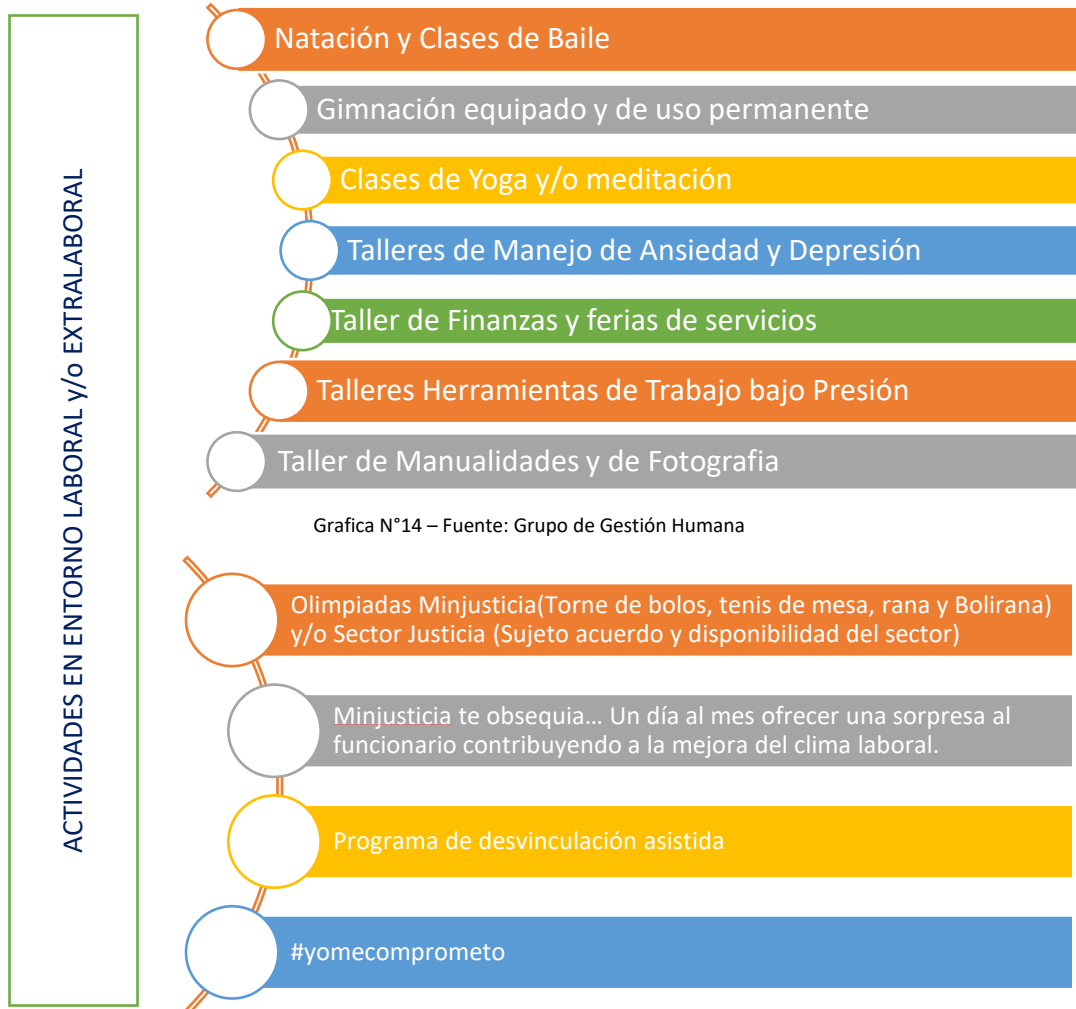 ACTIVIDADES EN ENTORNO LABORAL y/o EXTRALABORAL
Natación y Clases de Baile
Gimnación equipado y de uso permanente
Clases de Yoga y/o meditación
Talleres de Manejo de Ansiedad y Depresión
Taller de Finanzas y ferias de servicios
Talleres Herramientas de Trabajo bajo Presión
Taller de Manualidades y de Fotografia
Grafica N°14 – Fuente: Grupo de Gestión Humana
Olimpiadas Minjusticia(Torne de bolos, tenis de mesa, rana y Bolirana)
y/o Sector Justicia (Sujeto acuerdo y disponibilidad del sector)
Minjusticia te obsequia... Un día al mes ofrecer una sorpresa al
funcionario contribuyendo a la mejora del clima laboral.
Programa de desvinculación asistida
#yomecomprometo